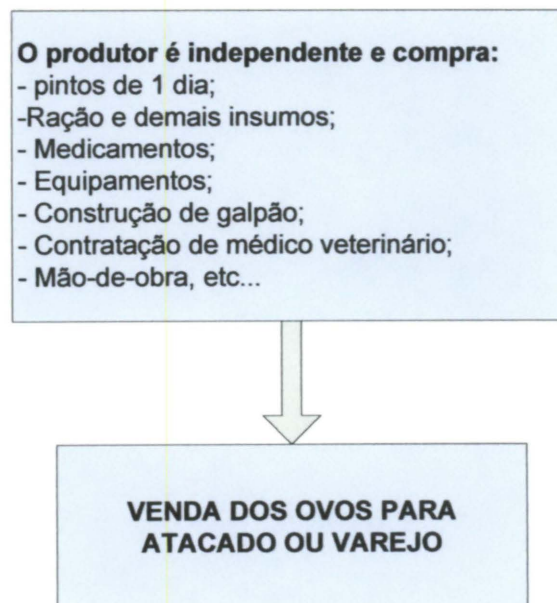 O produtor é independente e compra:
- pintos de 1 dia;
-Ração e demais insumos;
- Medicamentos;
- Equipamentos;
- Construção de galpão;
- Contratação de médico veterinário;
- Mão-de-obra, etc...
VENDA DOS OVOS PARA
ATACADO OU VAREJO